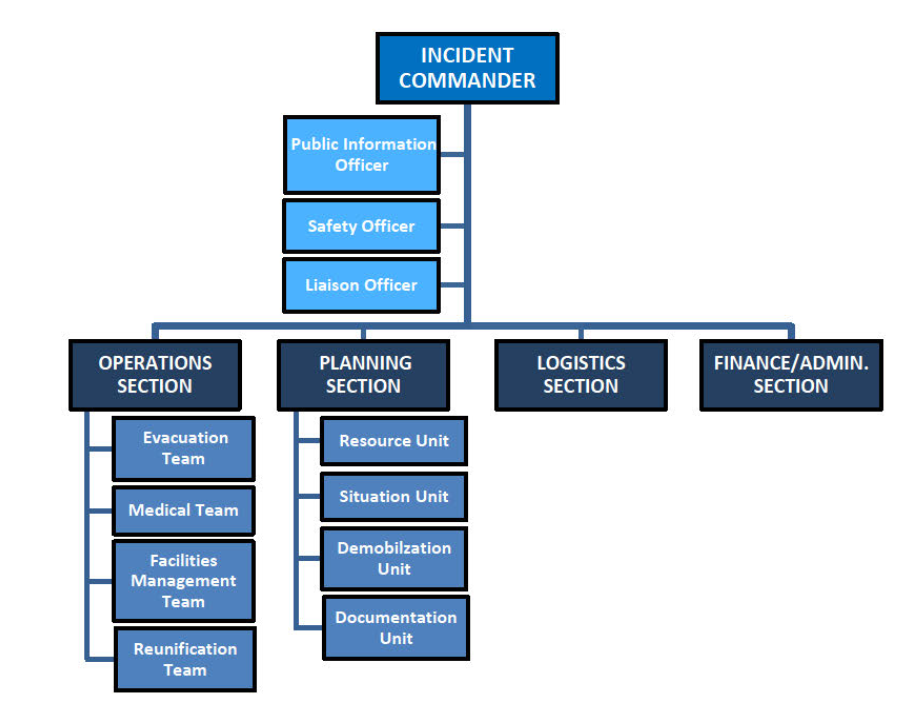 INCIDENT
COMMANDER
Public Information
Officer
Safety Officer
Liaison Officer
OPERATIONS
SECTION
PLANNING
SECTION
LOGISTICS
SECTION
FINANCE/ADMIN.
SECTION
Evacuation
Team
Medical Team
Facilities
Management
Team
Reunification
Team
Resource Unit
Situation Unit
Demobilzation
Unit
Documentation
Unit